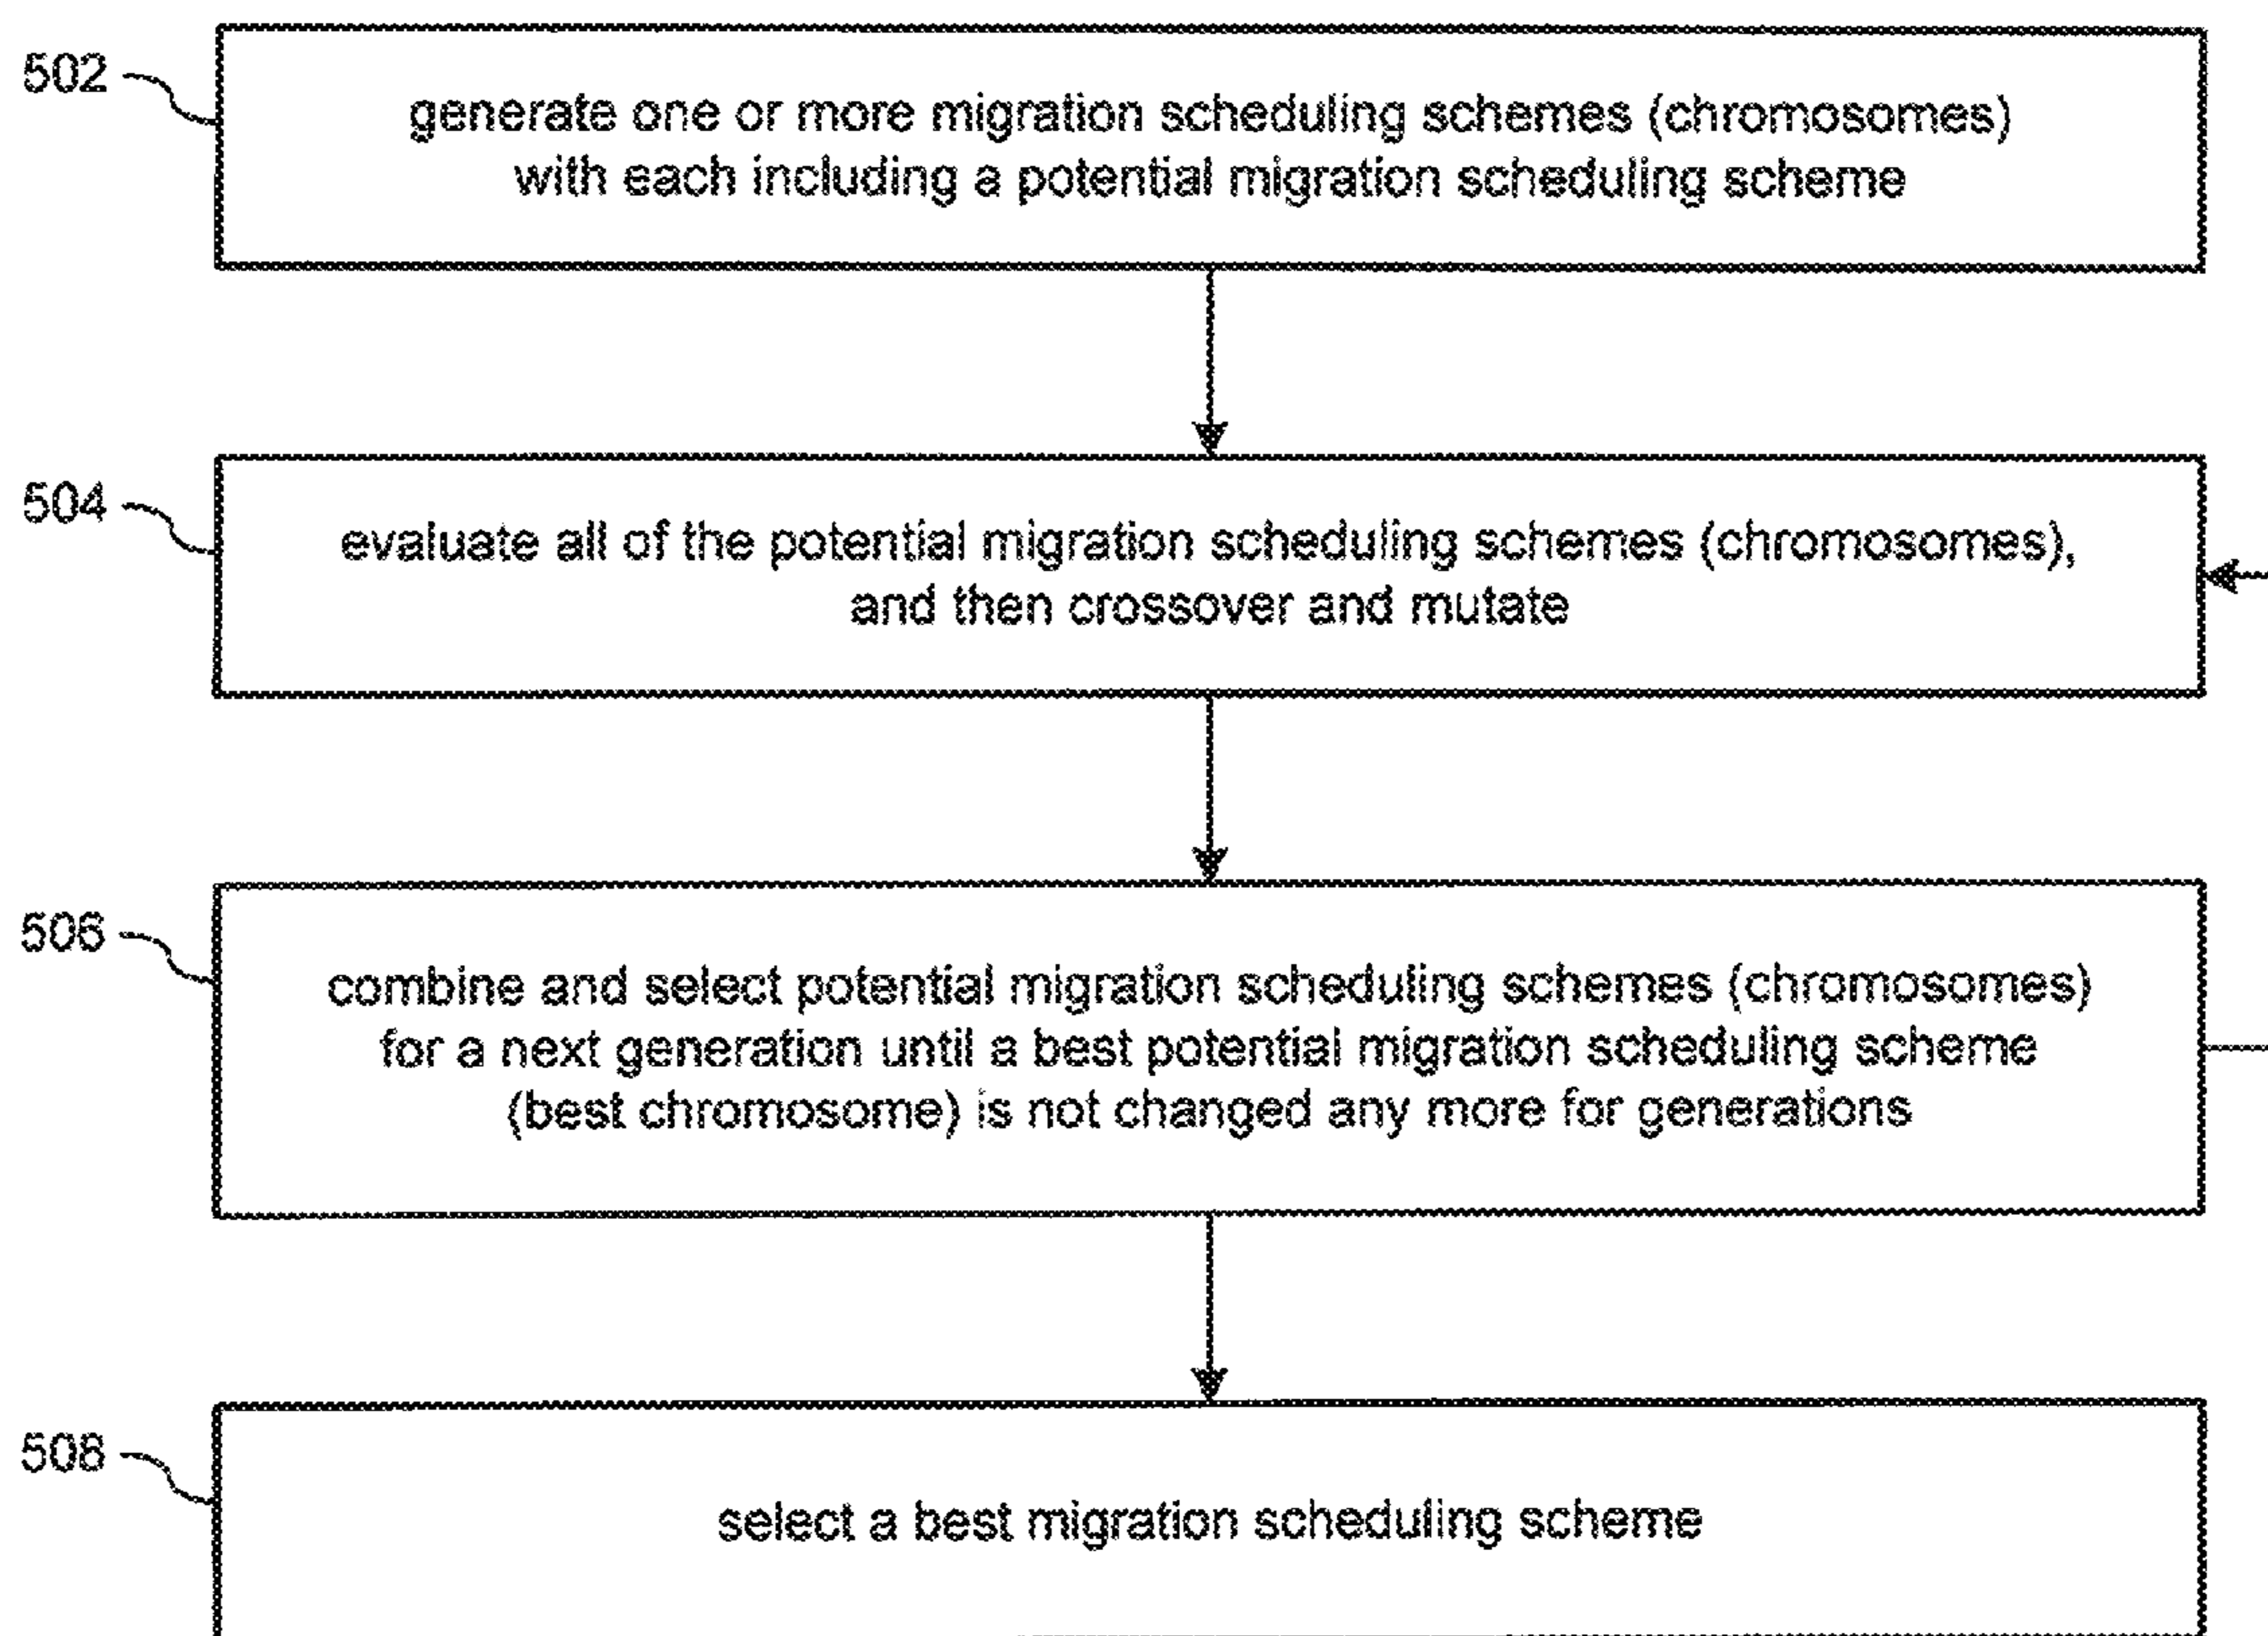 502
generate one or more migration scheduling schemes (chromosomes)
with each including a potential migration scheduling scheme
504
evaluate all of the potential migration scheduling schemes (chromosomes),
and then crossover and mutate
506
combine and select potential migration scheduling schemes (chromosomes)
for a next generation until a best potential migration scheduling scheme
(best chromosome) is not changed any more for generations
508
select a best migration scheduling scheme